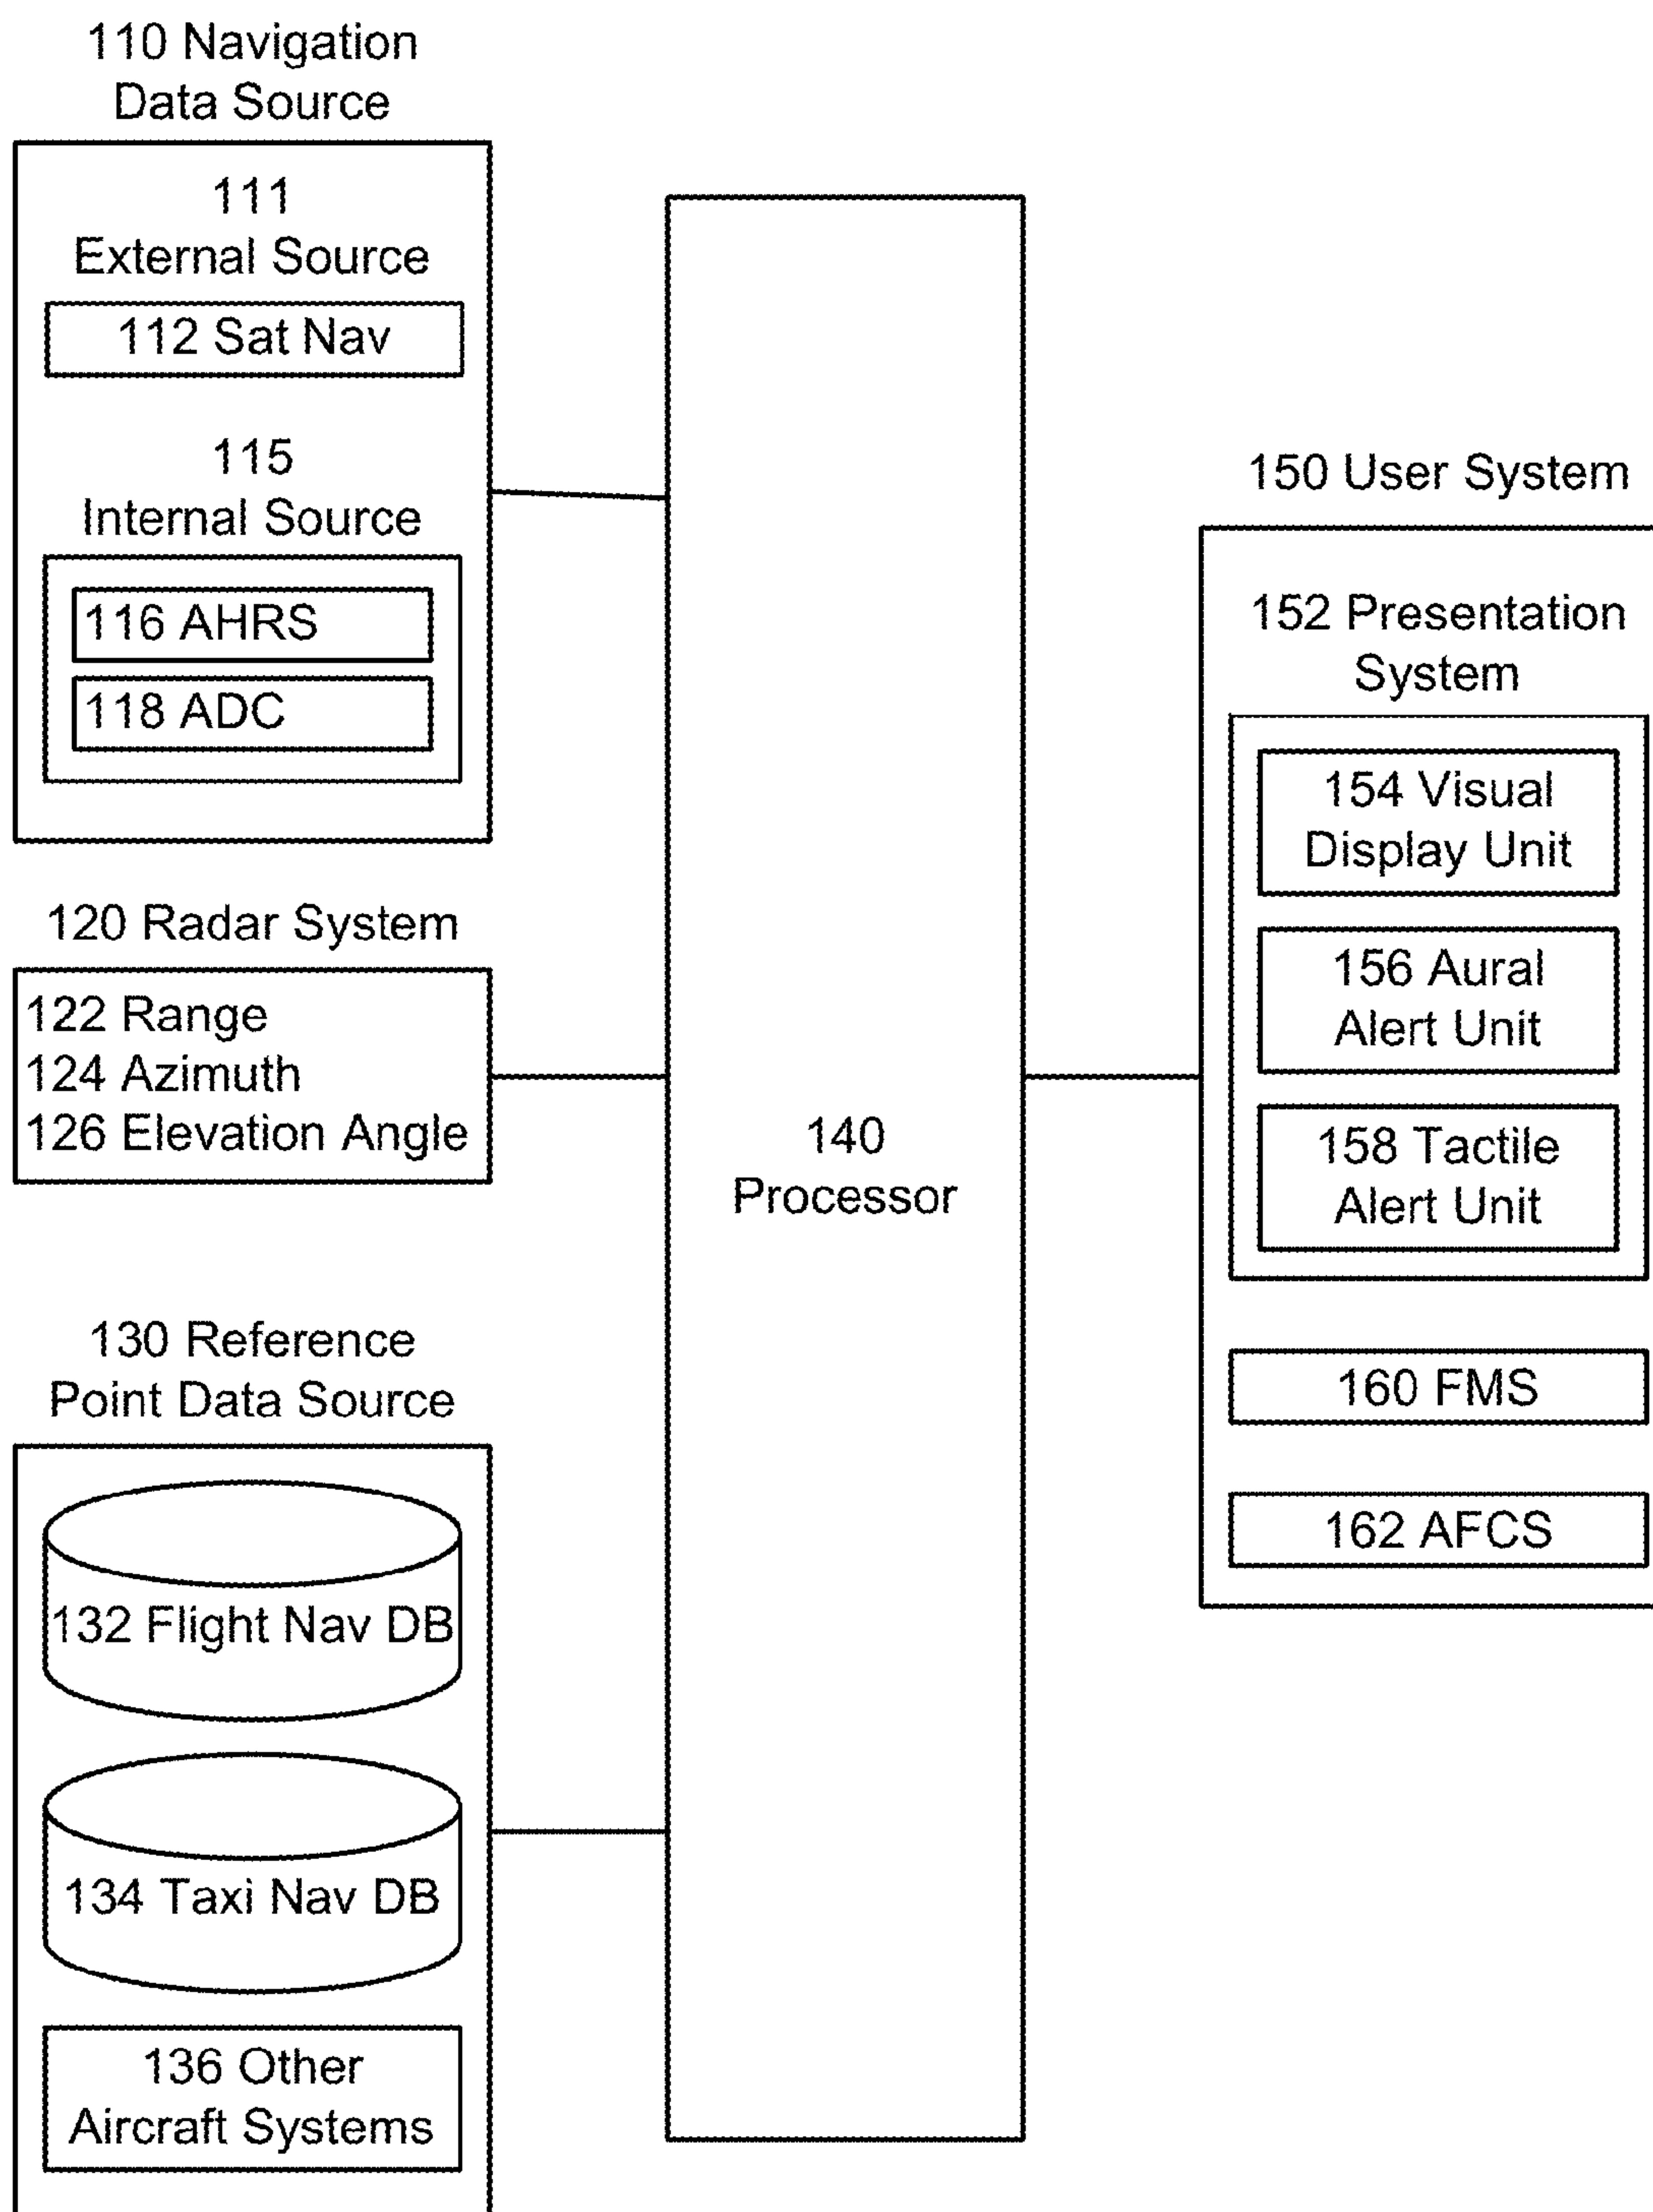 110 Navigation
Data Source
111
External Source
112 Sat Nav
115
Internal Source
116 AHRS
118 ADC
120 Radar System
122 Range
124 Azimuth
126 Elevation Angle
130 Reference
Point Data Source
132 Flight Nav DB
134 Taxi Nav DB
136 Other
Aircraft Systems
140
Processor
150 User System
152 Presentation
System
154 Visual
Display Unit
156 Aural
Alert Unit
158 Tactile
Alert Unit
160 FMS
162 AFCS